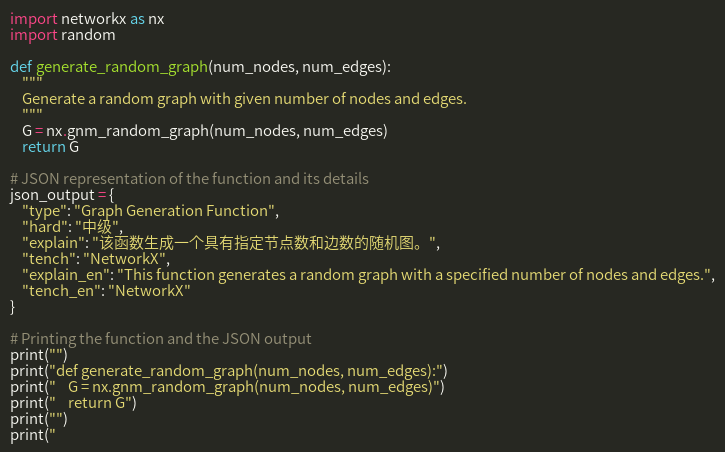 import networkx as nx
import random
def generate_random_graph(num_nodes, num_edges):
"""
Generate a random graph with given number of nodes and edges.
"""
G = nx.gnm_random_graph(num_nodes, num_edges)
return G
# JSON representation of the function and its details
json_output = {
"type": "Graph Generation Function",
"hard": "中级",
"explain": "该函数生成一个具有指定节点数和边数的随机图。",
"tench": "NetworkX",
"explain_en": "This function generates a random graph with a specified number of nodes and edges.",
"tench_en": "NetworkX"
}
# Printing the function and the JSON output
print("")
print("def generate_random_graph(num_nodes, num_edges):")
print("    G = nx.gnm_random_graph(num_nodes, num_edges)")
print("    return G")
print("")
print("